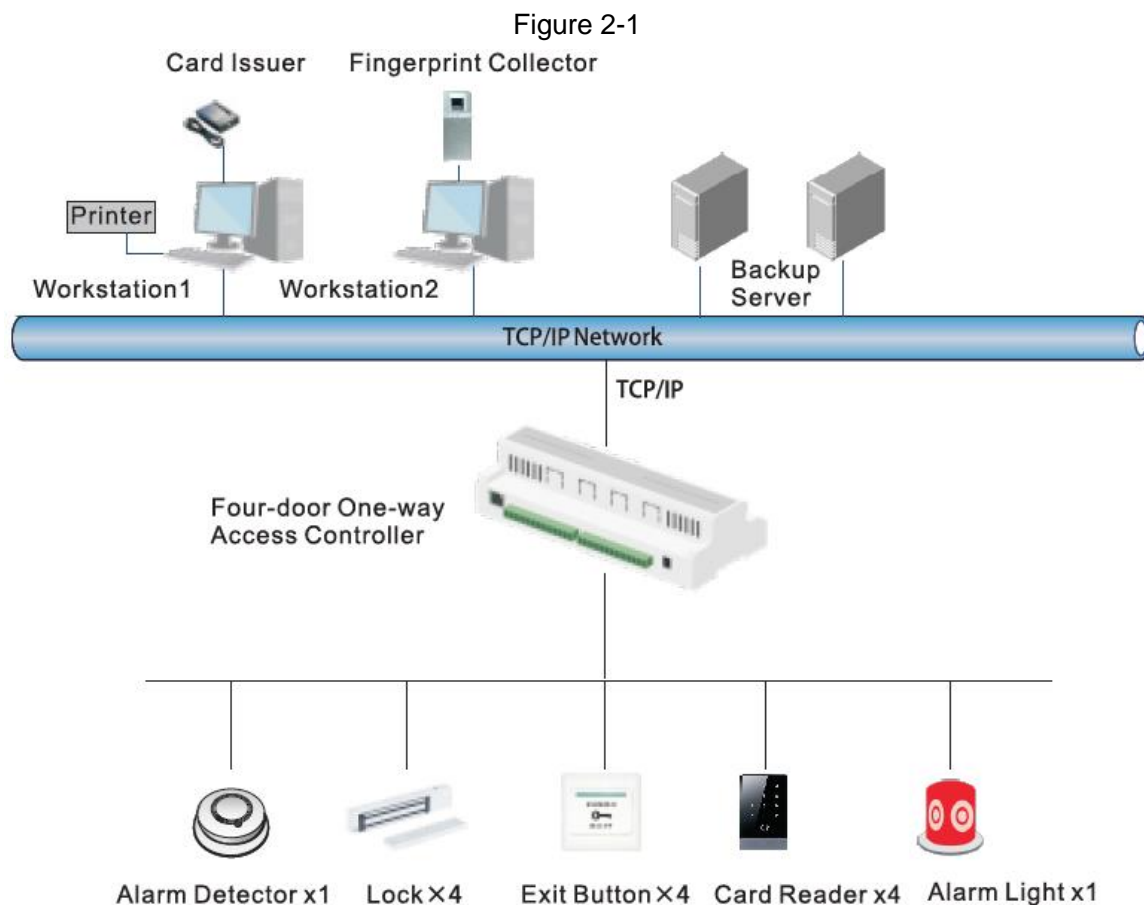 Figure 2-1
Card Issuer
Fingerprint Collector
Printer
Workstation1
Workstation2
Backup
Server
TCP/IP Network
TCP/IP
Four-door One-way
Access Controller
Alarm Detector x1
Lock×4
Exit Button×4
Card Reader x4
Alarm Light x1